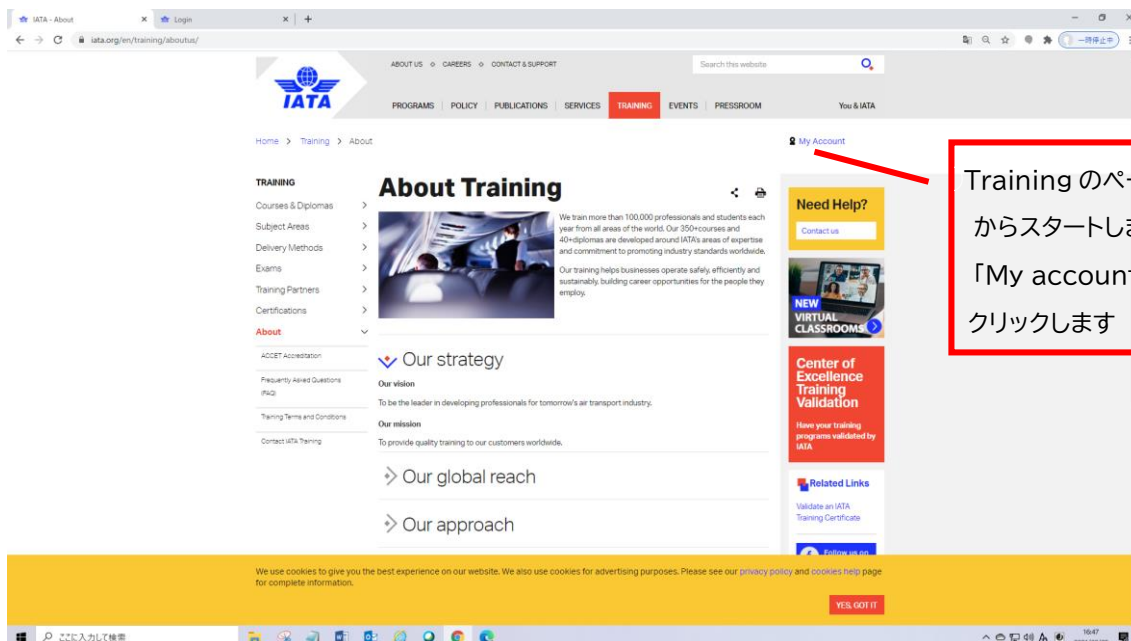 IATA - About
Login
iata.org/en/training/aboutus/
一時停止中
ABOUT US
CAREERS
CONTACT & SUPPORT
Search this website
IATA
PROGRAMS
POLICY
PUBLICATIONS
SERVICES
TRAINING
EVENTS
PRESSROOM
You & IATA
Home > Training > About
My Account
Training のペ
からスタートしま
「My accoun
クリックします
TRAINING
Courses & Diplomas
Subject Areas
Delivery Methods
Exams
Training Partners
Certifications
About
ACCET Accreditation
Frequently Asked Questions
(FAQ)
Training Terms and Conditions
Contact IATA Training
About Training
We train more than 100,000 professionals and students each
year from all areas of the world. Our 350+courses and
40+diplomas are developed around IATA's areas of expertise
and commitment to promoting industry standards worldwide.
Our training helps businesses operate safely, efficiently and
sustainably, building career opportunities for the people they
employ.
Our strategy
Our vision
To be the leader in developing professionals for tomorrow's air transport industry.
Our mission
To provide quality training to our customers worldwide.
Our global reach
Our approach
Need Help?
Contact us
NEW
VIRTUAL
CLASSROOMS
Center of
Excellence
Training
Validation
Have your training
programs validated by
IATA
Related Links
Validate an IATA
Training Certificate
Follow us on
We use cookies to give you the best experience on our website. We also use cookies for advertising purposes. Please see our privacy policy and cookies help page
for complete information.
YES, GOT IT
ここに入力して検索
16:47